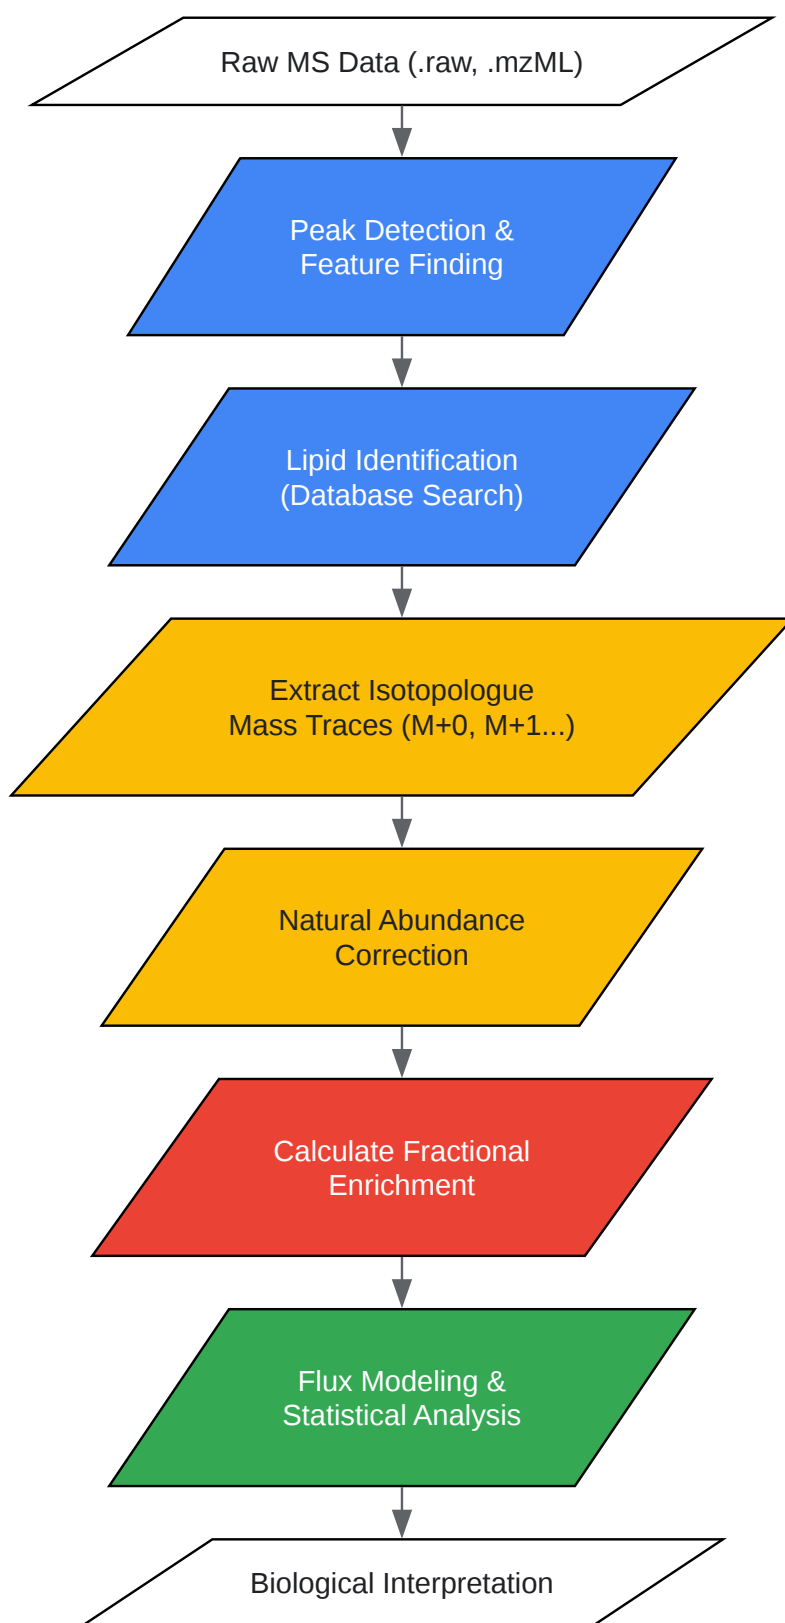 Raw MS Data (.raw, .mzML)
Peak Detection &
Feature Finding
Lipid Identification
(Database Search)
Extract Isotopologue
Mass Traces (M+0, M+1...)
Natural Abundance
Correction
Calculate Fractional
Enrichment
Flux Modeling &
Statistical Analysis
Biological Interpretation